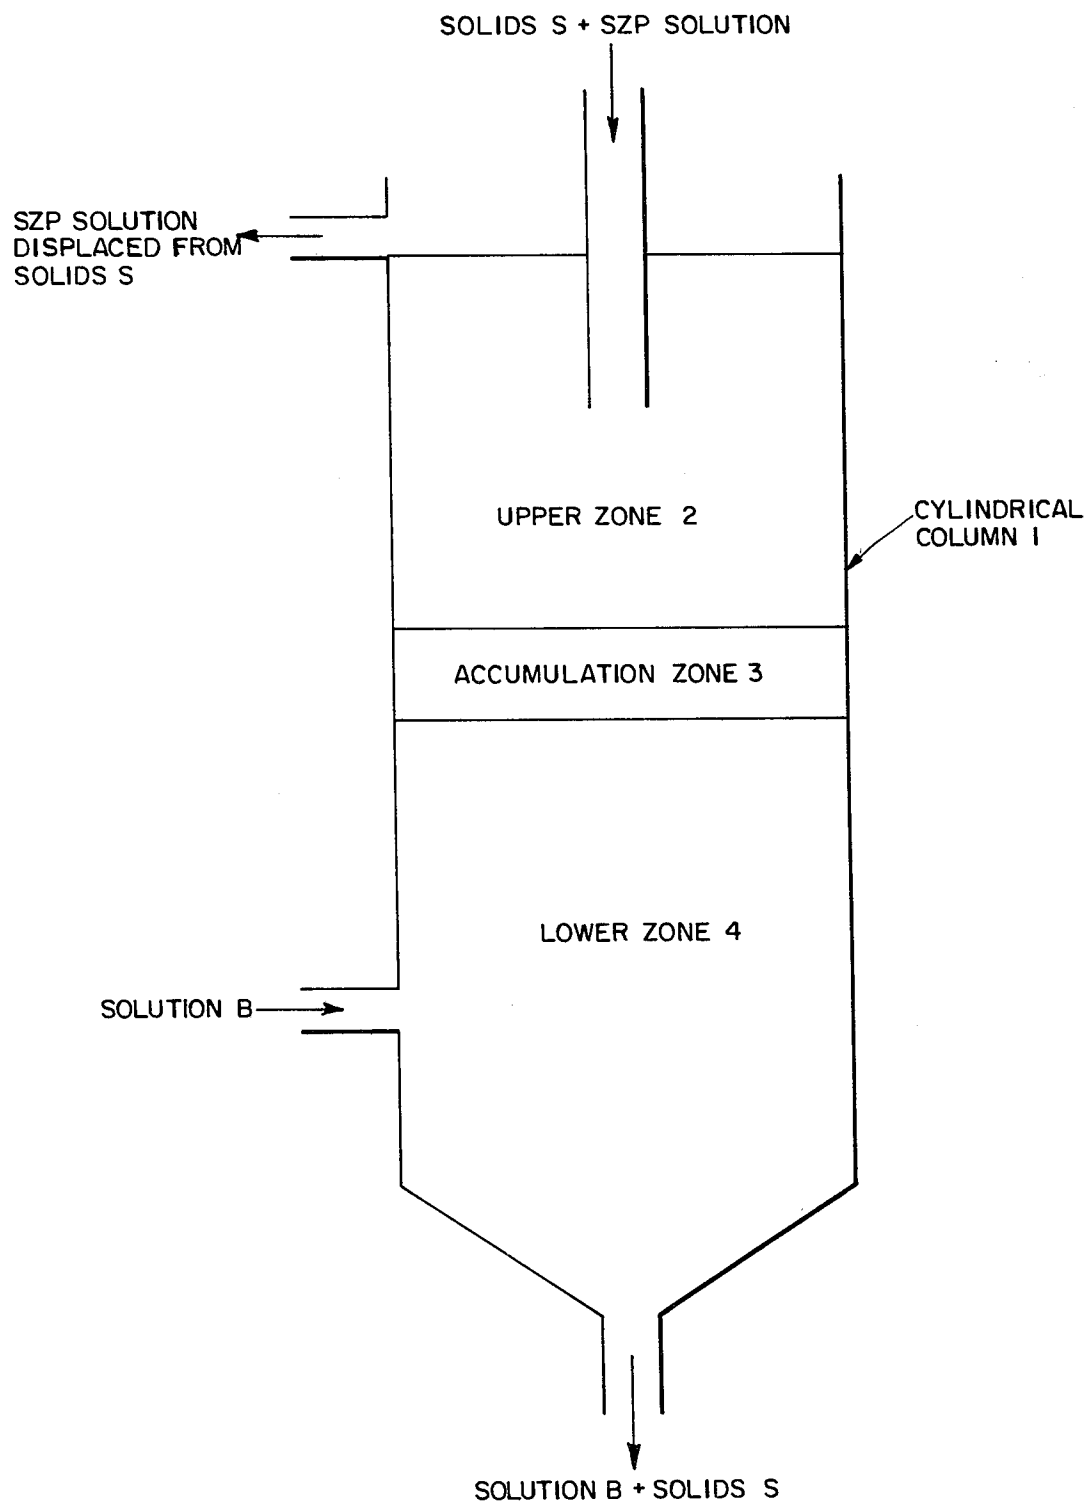 SOLIDS S + SZP SOLUTION
SZP SOLUTION
DISPLACED FROM
SOLIDS S
UPPER ZONE 2
CYLINDRICAL
COLUMN 1
ACCUMULATION ZONE 3
LOWER ZONE 4
SOLUTION B
SOLUTION B + SOLIDS S